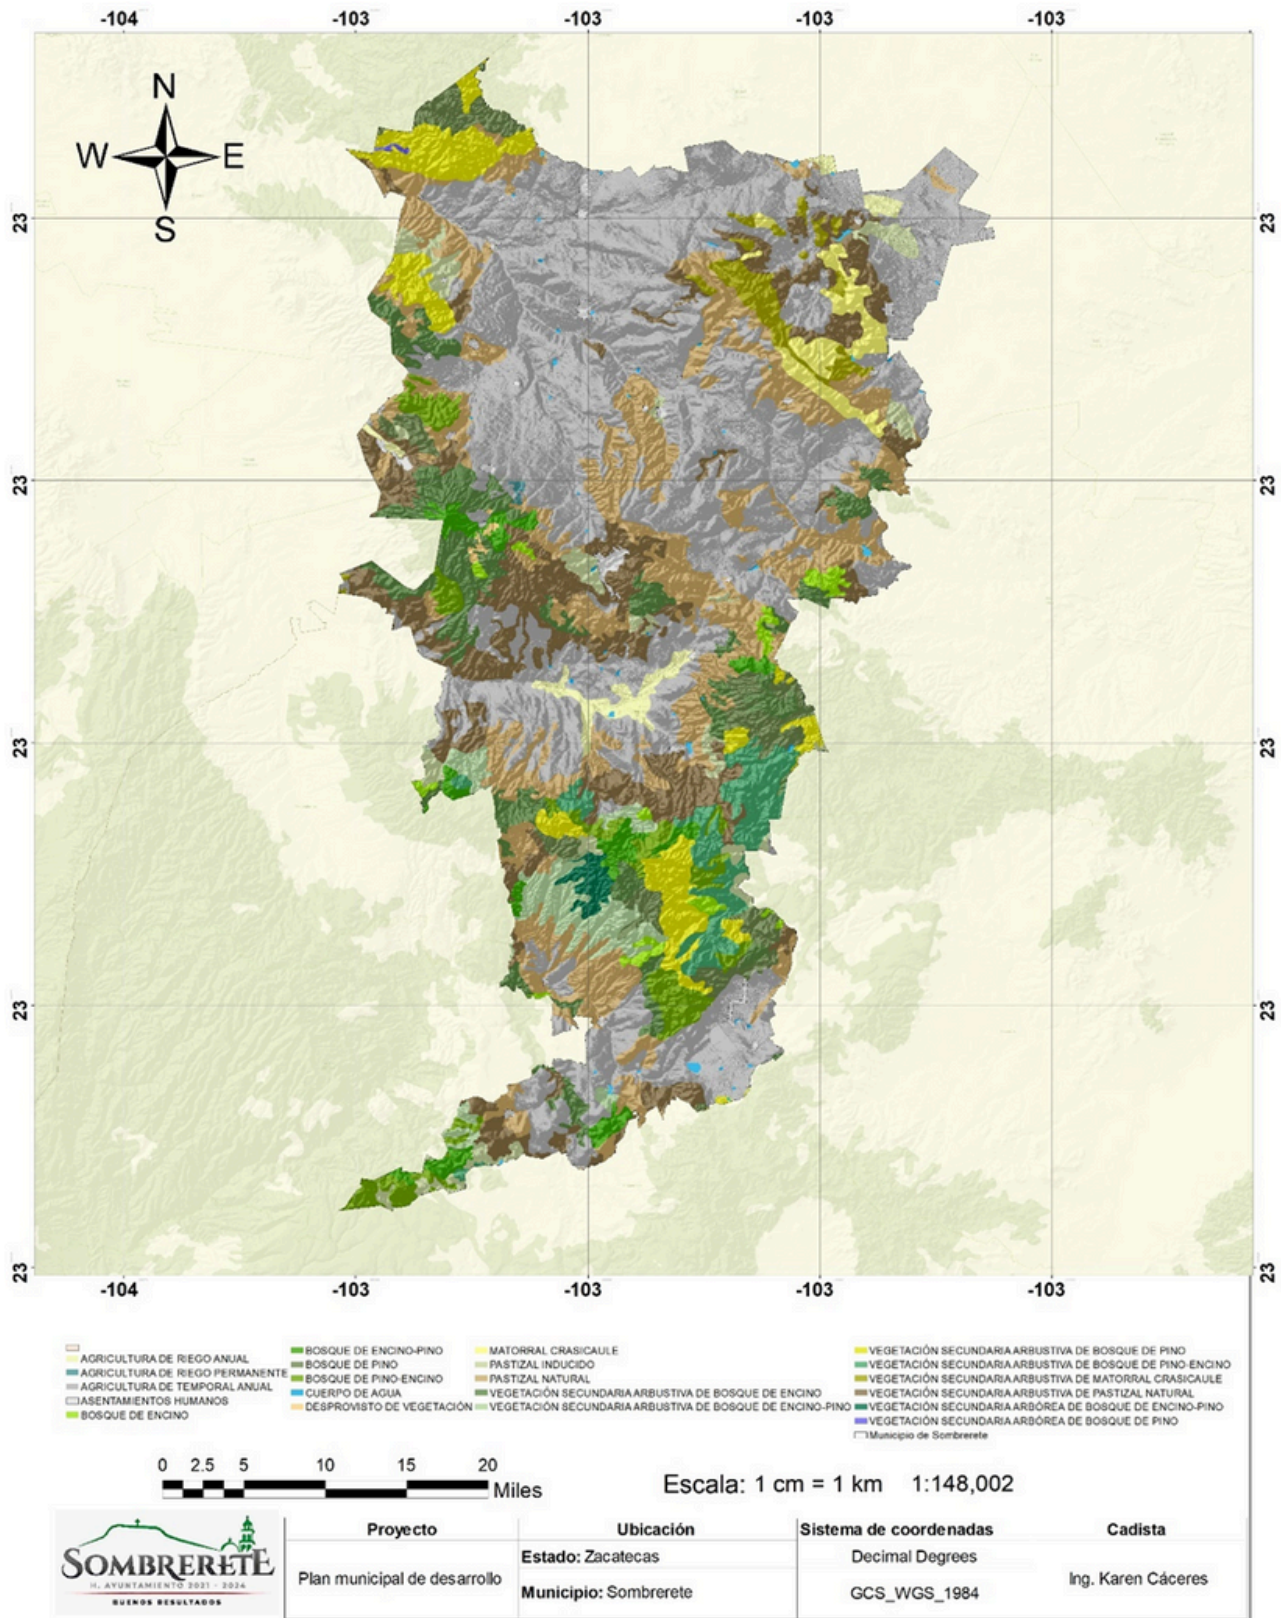 -104 -103 -103 -103 -103
N
W E
S
23 23
23 23
23 23
23 23
23 23
-104 -103 -103 -103 -103
AGRICULTURA DE RIEGO ANUAL
AGRICULTURA DE RIEGO PERMANENTE
AGRICULTURA DE TEMPORAL ANUAL
ASENTAMIENTOS HUMANOS
BOSQUE DE ENCINO
BOSQUE DE ENCINO-PINO
BOSQUE DE PINO
BOSQUE DE PINO-ENCINO
CUERPO DE AGUA
DESPROVISTO DE VEGETACIÓN
MATORRAL CRASICAULE
PASTIZAL INDUCIDO
PASTIZAL NATURAL
VEGETACIÓN SECUNDARIA ARBUSTIVA DE BOSQUE DE ENCINO
VEGETACIÓN SECUNDARIA ARBUSTIVA DE BOSQUE DE ENCINO-PINO
VEGETACIÓN SECUNDARIA ARBUSTIVA DE BOSQUE DE PINO
VEGETACIÓN SECUNDARIA ARBUSTIVA DE BOSQUE DE PINO-ENCINO
VEGETACIÓN SECUNDARIA ARBUSTIVA DE MATORRAL CRASICAULE
VEGETACIÓN SECUNDARIA ARBUSTIVA DE PASTIZAL NATURAL
VEGETACIÓN SECUNDARIA ARBÓREA DE BOSQUE DE ENCINO-PINO
VEGETACIÓN SECUNDARIA ARBÓREA DE BOSQUE DE PINO
Municipio de Sombrerete
0 2.5 5 10 15 20
Miles
Escala: 1 cm = 1 km 1:148,002
SOMBRERETE
H. AYUNTAMIENTO 2021 - 2024
BUENOS RESULTADOS
Proyecto
Plan municipal de desarrollo
Ubicación
Estado: Zacatecas
Municipio: Sombrerete
Sistema de coordenadas
Decimal Degrees
GCS_WGS_1984
Cadista
Ing. Karen Cáceres